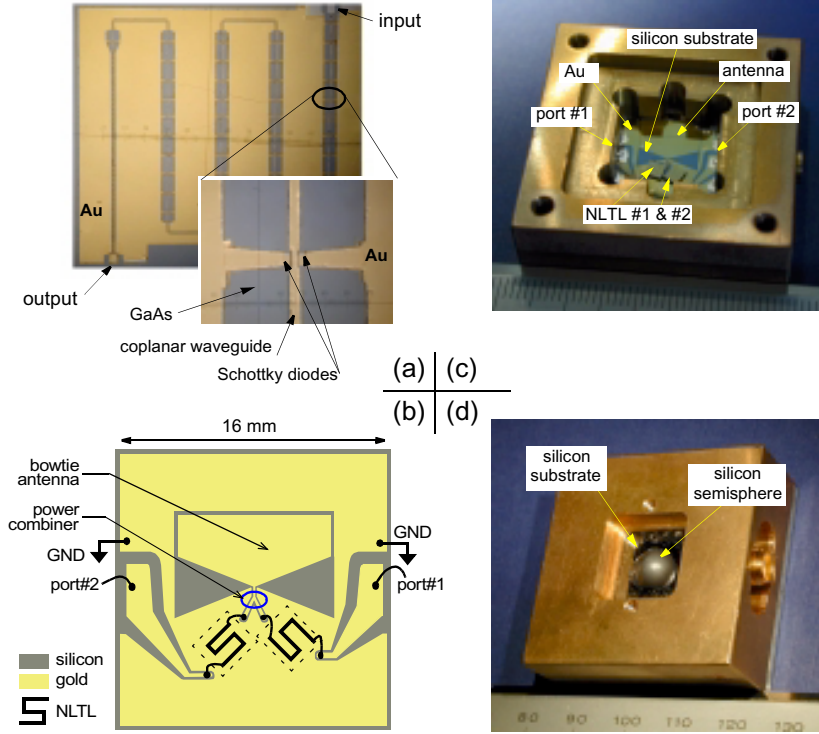 input
Au
Au
output
GaAs
coplanar waveguide
Schottky diodes
silicon substrate
Au
antenna
port #1
port #2
NLTL #1 & #2
(a) (c)
(b) (d)
16 mm
bowtie
antenna
power
combiner
GND
GND
port#2
port#1
silicon
gold
NLTL
silicon
substrate
silicon
semisphere
80 90 100 110 120 130